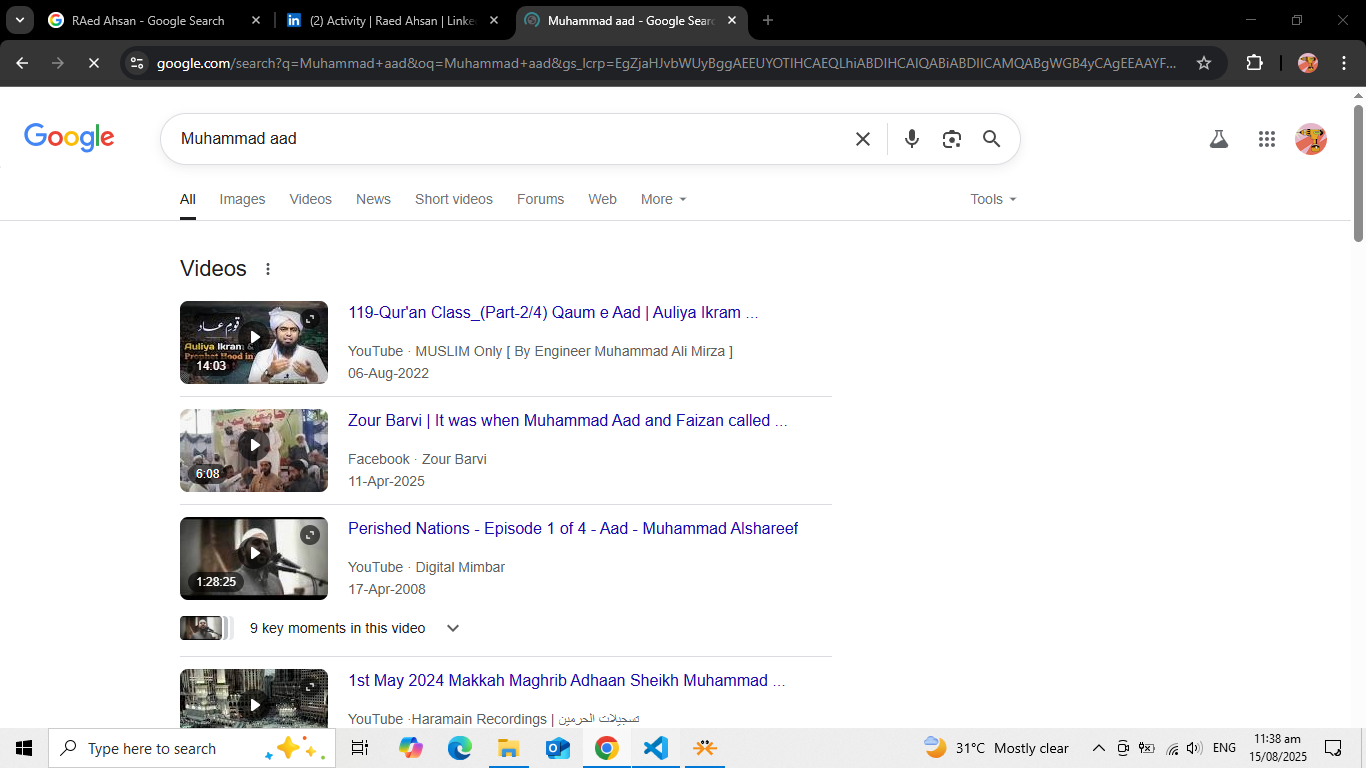 RAed Ahsan - Google Search
(2) Activity | Raed Ahsan | Linke
Muhammad aad - Google Sear
google.com/search?q=Muhammad+aad&oq=Muhammad+aad&gs_lcrp=EgZjaHJvbWUyBggAEEUYOTIHCAEQLhiABDIHCAIQABiABDIICAMQABgWGB4yCAgEEAAYF...
Google
Muhammad aad
All Images Videos News Short videos Forums Web More Tools
Videos
قوم عاد
Auliya Ikram &
Prophet Hood in
14:03
119-Qur'an Class_(Part-2/4) Qaum e Aad | Auliya Ikram ...
YouTube · MUSLIM Only [ By Engineer Muhammad Ali Mirza ]
06-Aug-2022
6:08
Zour Barvi | It was when Muhammad Aad and Faizan called ...
Facebook · Zour Barvi
11-Apr-2025
1:28:25
Perished Nations - Episode 1 of 4 - Aad - Muhammad Alshareef
YouTube · Digital Mimbar
17-Apr-2008
9 key moments in this video
1st May 2024 Makkah Maghrib Adhaan Sheikh Muhammad ...
YouTube ·Haramain Recordings | تسجيلات الحرمين
Type here to search
31°C Mostly clear
ENG
11:38 am
15/08/2025